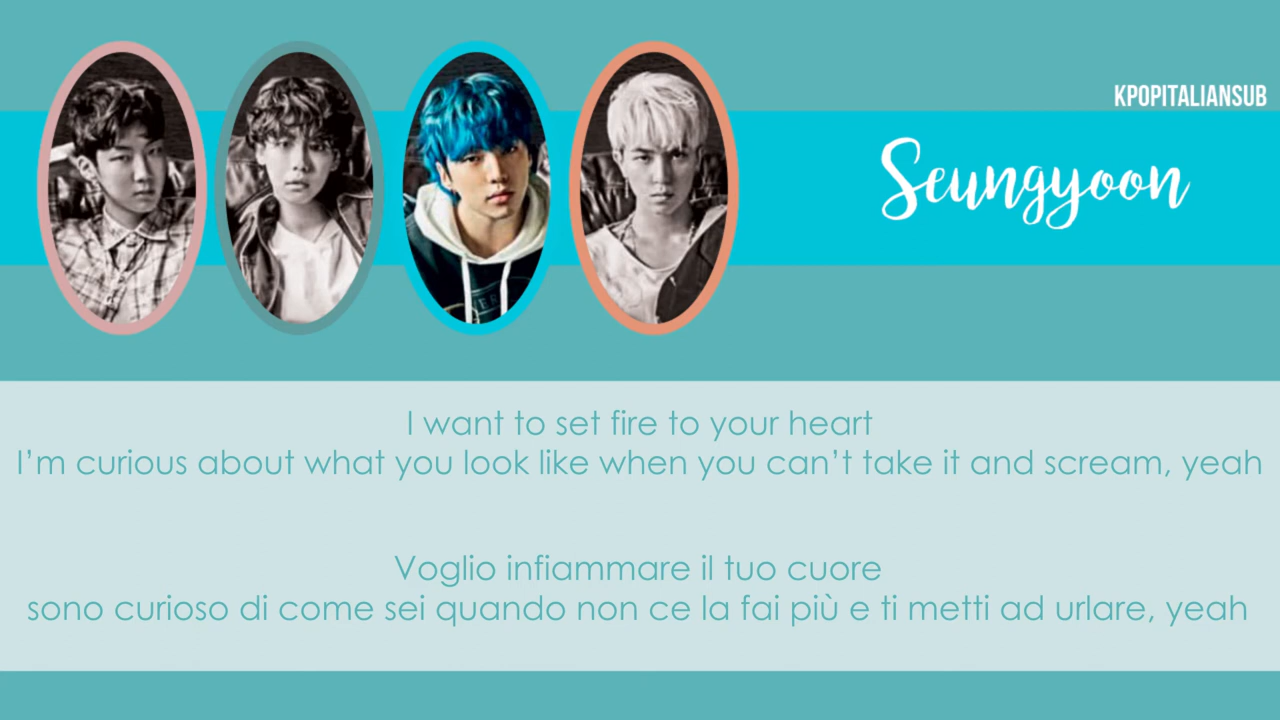 KPOPITALIANSUB
Seungyoon
I want to set fire to your heart
I'm curious about what you look like when you can't take it and scream, yeah
Voglio infiammare il tuo cuore
sono curioso di come sei quando non ce la fai più e ti metti ad urlare, yeah